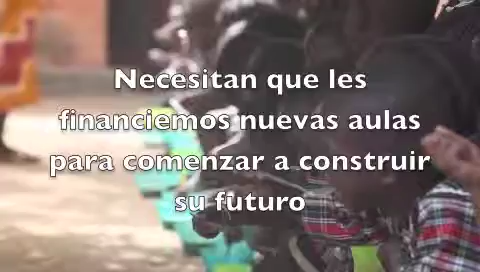 Necesitan que les
financiemos nuevas aulas
para comenzar a construir
su futuro